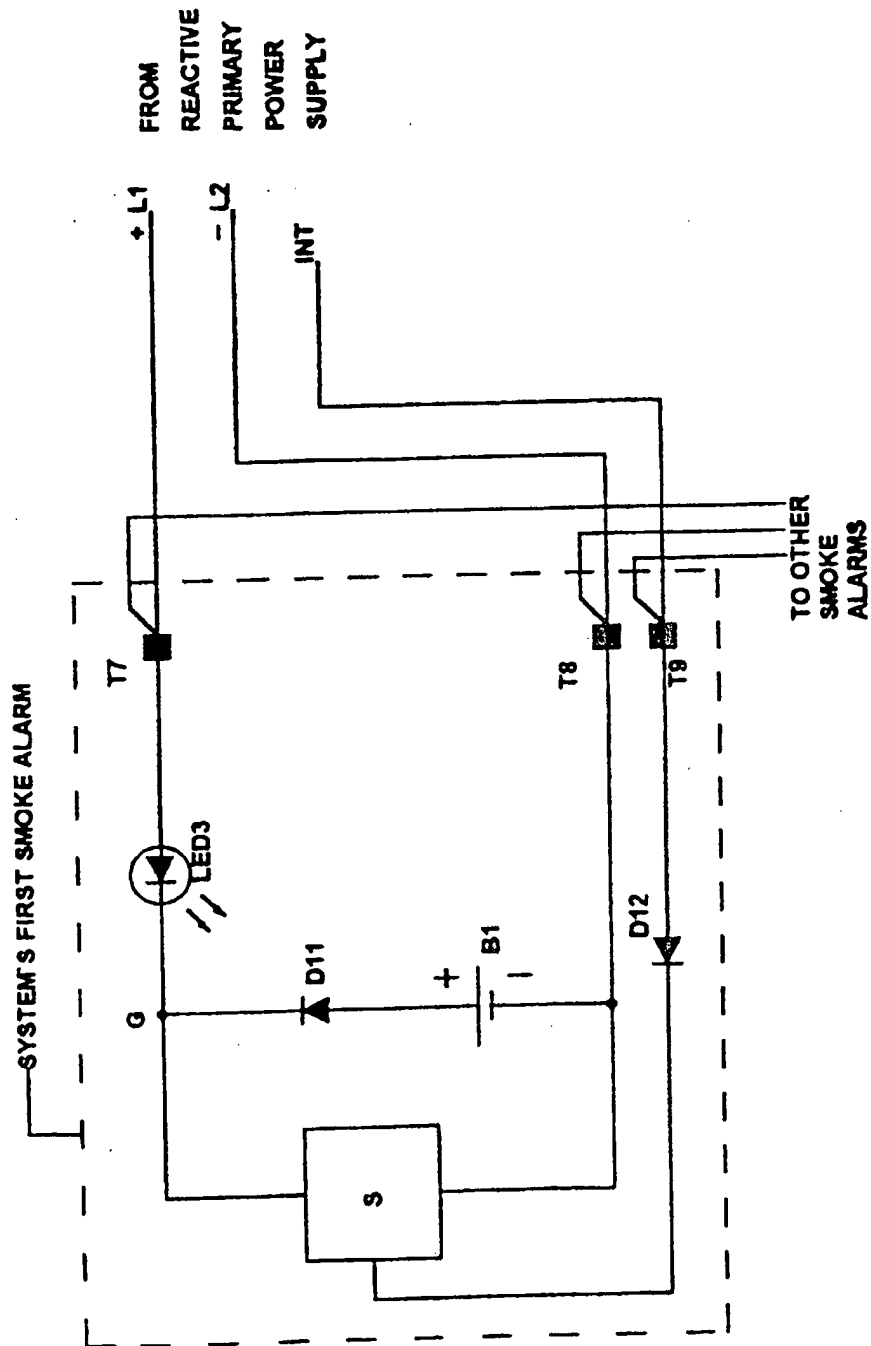 SYSTEM'S FIRST SMOKE ALARM
+ L1
- L2
INT
FROM
REACTIVE
PRIMARY
POWER
SUPPLY
T7
T8
T9
LED3
G
D11
+
B1
-
D12
S
TO OTHER
SMOKE
ALARMS